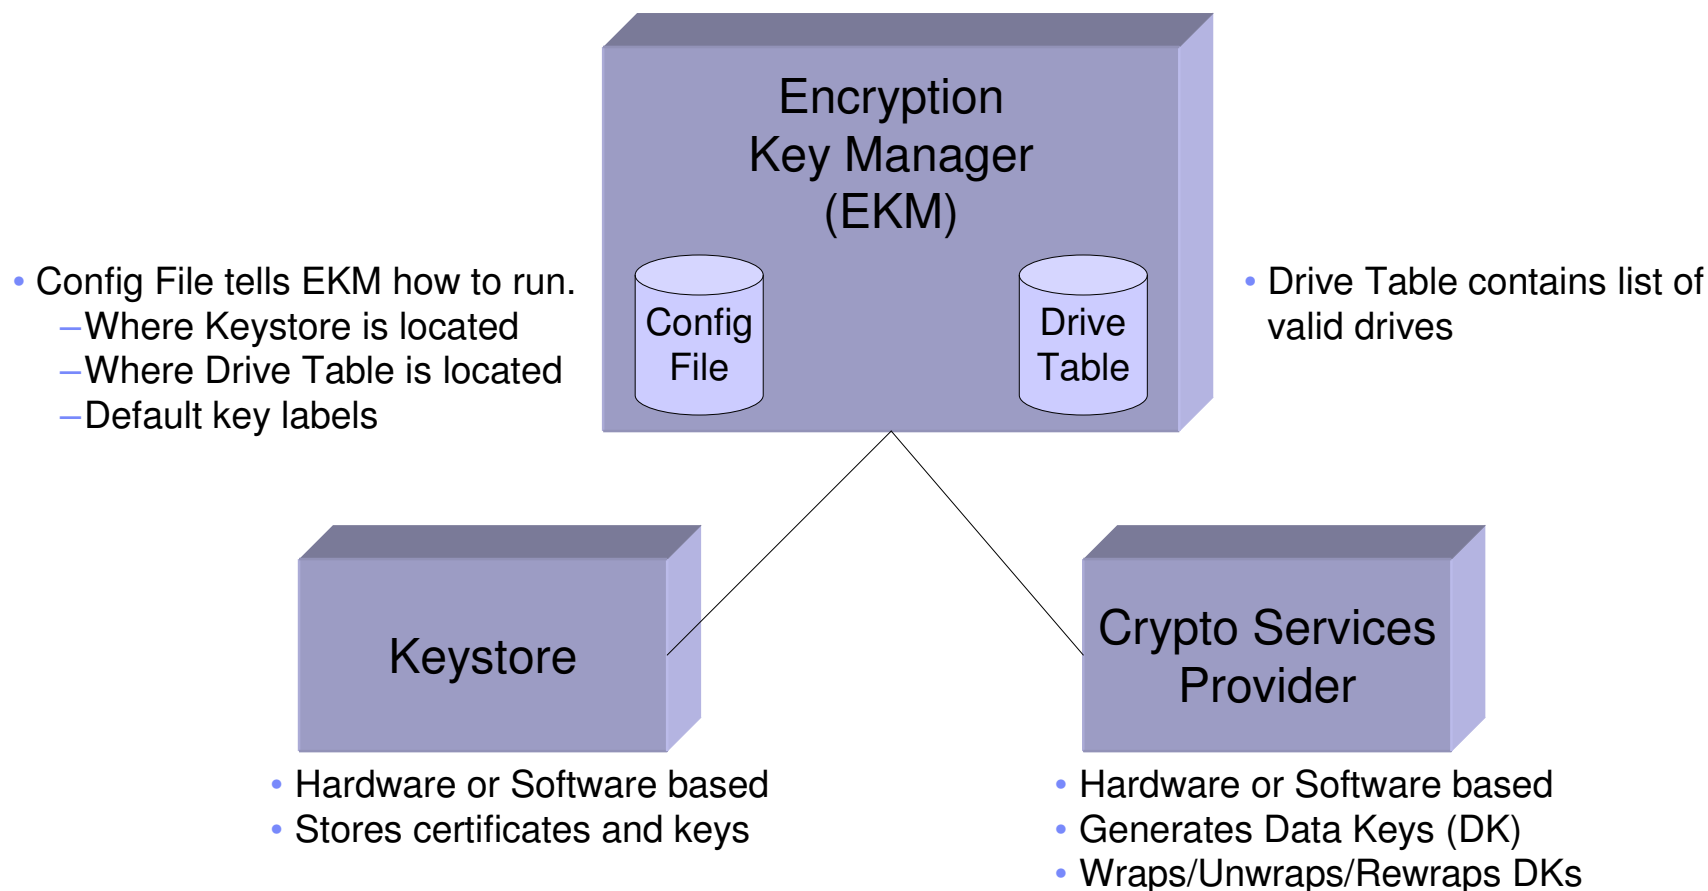 Encryption
Key Manager
(EKM)
• Config File tells EKM how to run.
–Where Keystore is located
–Where Drive Table is located
–Default key labels
Config
File
Drive
Table
• Drive Table contains list of
valid drives
Keystore
• Hardware or Software based
• Stores certificates and keys
Crypto Services
Provider
• Hardware or Software based
• Generates Data Keys (DK)
• Wraps/Unwraps/Rewraps DKs